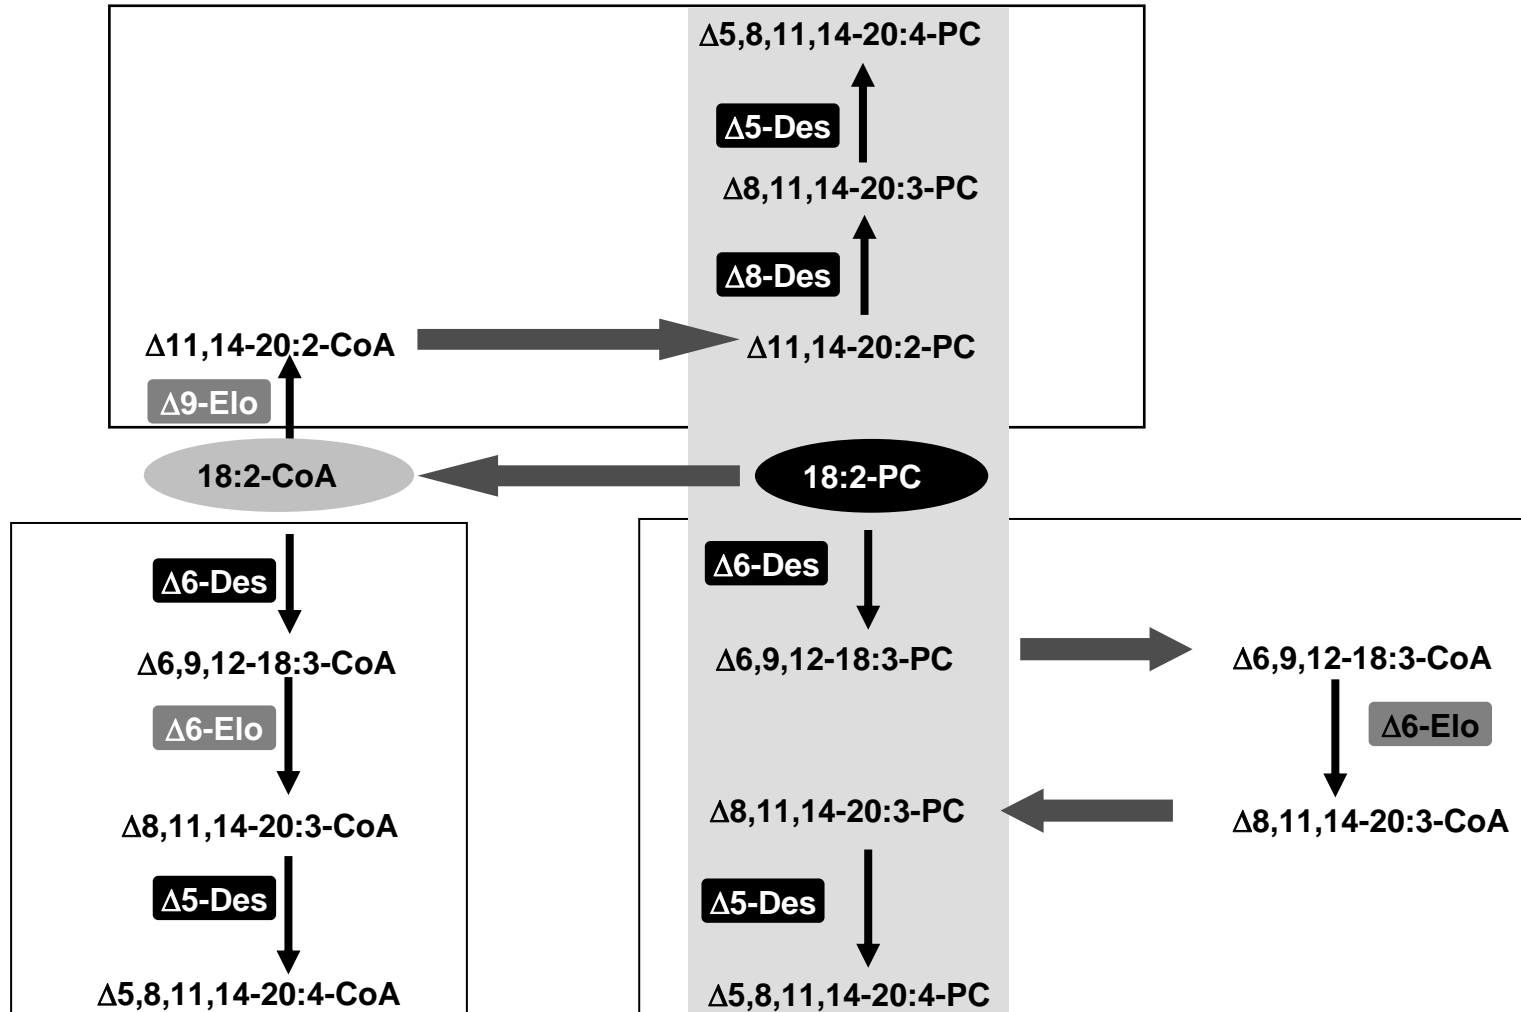 Δ5,8,11,14-20:4-PC
Δ5-Des
Δ8,11,14-20:3-PC
Δ8-Des
Δ11,14-20:2-CoA
Δ11,14-20:2-PC
Δ9-Elo
18:2-CoA
18:2-PC
Δ6-Des
Δ6,9,12-18:3-CoA
Δ6-Elo
Δ8,11,14-20:3-CoA
Δ5-Des
Δ5,8,11,14-20:4-CoA
Δ6-Des
Δ6,9,12-18:3-PC
Δ6,9,12-18:3-CoA
Δ6-Elo
Δ8,11,14-20:3-PC
Δ8,11,14-20:3-CoA
Δ5-Des
Δ5,8,11,14-20:4-PC